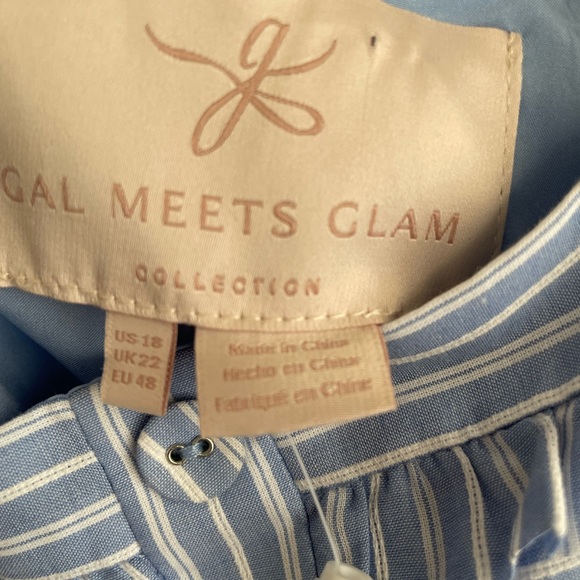 g
GAL MEETS GLAM
COLLECTION
US 18
UK 22
EU 48
Made in China
Hecho en China
Fabriqué en Chine